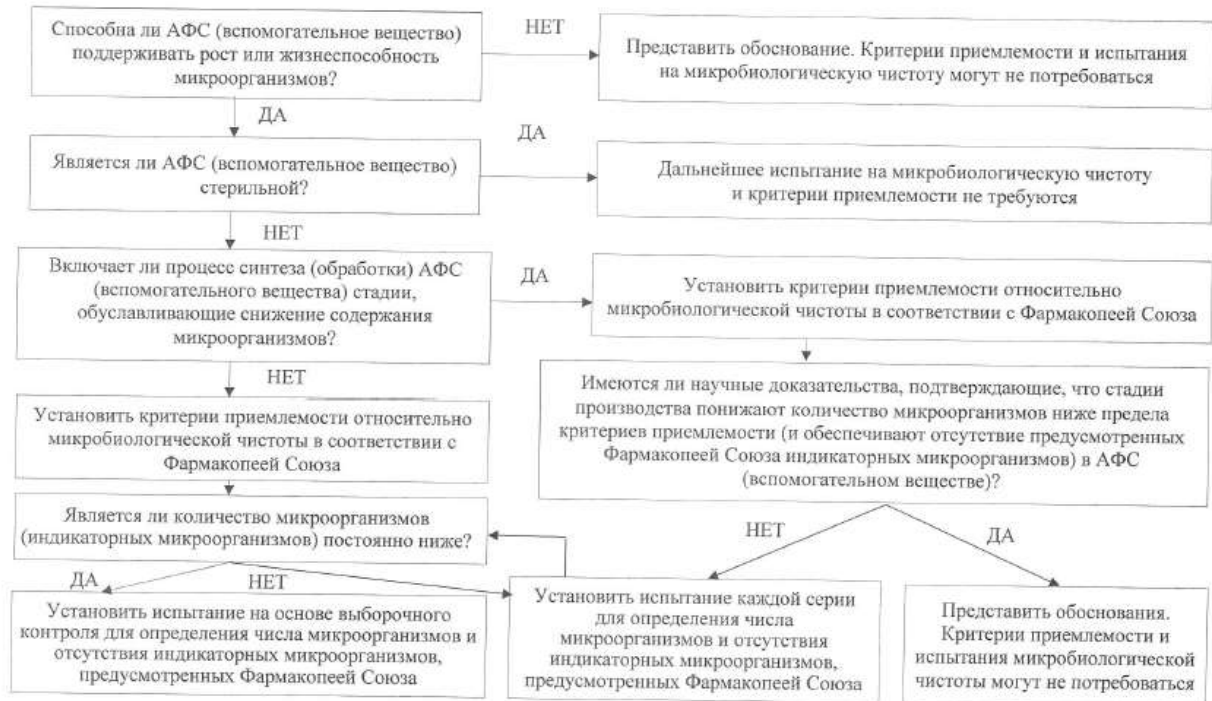 Способна ли АФС (вспомогательное вещество)
поддерживать рост или жизнеспособность
микроорганизмов?
НЕТ
Представить обоснование. Критерии приемлемости и испытания
на микробиологическую чистоту могут не потребоваться
ДА
Является ли АФС (вспомогательное вещество)
стерильной?
ДА
Дальнейшее испытание на микробиологическую чистоту
и критерии приемлемости не требуются
НЕТ
Включает ли процесс синтеза (обработки) АФС
(вспомогательного вещества) стадии,
обуславливающие снижение содержания
микроорганизмов?
ДА
Установить критерии приемлемости относительно
микробиологической чистоты в соответствии с Фармакопеей Союза
НЕТ
Установить критерии приемлемости относительно
микробиологической чистоты в соответствии с
Фармакопеей Союза
Имеются ли научные доказательства, подтверждающие, что стадии
производства понижают количество микроорганизмов ниже предела
критериев приемлемости (и обеспечивают отсутствие предусмотренных
Фармакопеей Союза индикаторных микроорганизмов) в АФС
(вспомогательном веществе)?
Является ли количество микроорганизмов
(индикаторных микроорганизмов) постоянно ниже?
НЕТ
ДА
ДА
НЕТ
Установить испытание на основе выборочного
контроля для определения числа микроорганизмов и
отсутствия индикаторных микроорганизмов,
предусмотренных Фармакопеей Союза
Установить испытание каждой серии
для определения числа
микроорганизмов и отсутствия
индикаторных микроорганизмов,
предусмотренных Фармакопеей Союза
Представить обоснования.
Критерии приемлемости и
испытания микробиологической
чистоты могут не потребоваться